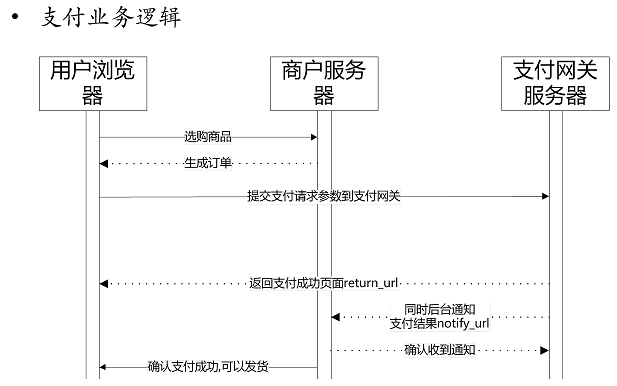 • 支付业务逻辑
用户浏览
器
商户服务
器
支付网关
服务器
选购商品
生成订单
提交支付请求参数到支付网关
返回支付成功页面return_url
同时后台通知
支付结果notify_url
确认收到通知
确认支付成功,可以发货